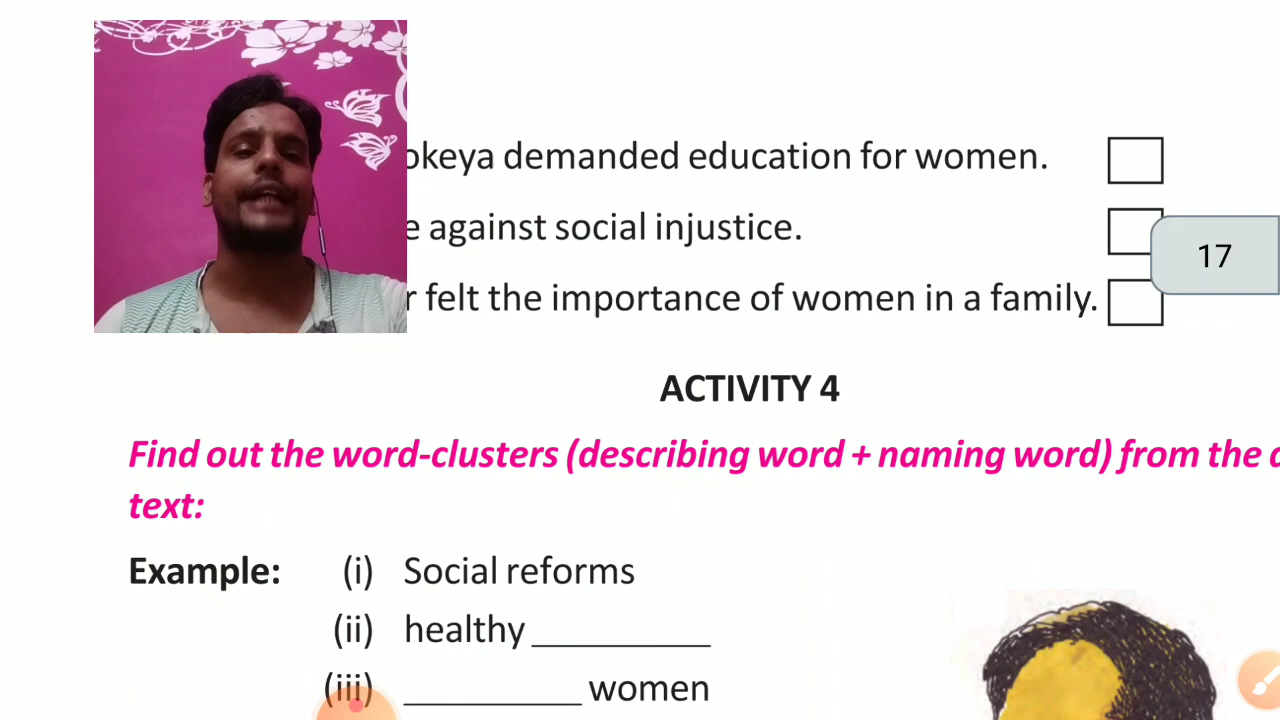 demanded education for women.
against social injustice.
17
felt the importance of women in a family.
ACTIVITY 4
Find out the word-clusters (describing word + naming word) from the
text:
Example: (i) Social reforms
(ii) healthy __________
(iii) __________ women